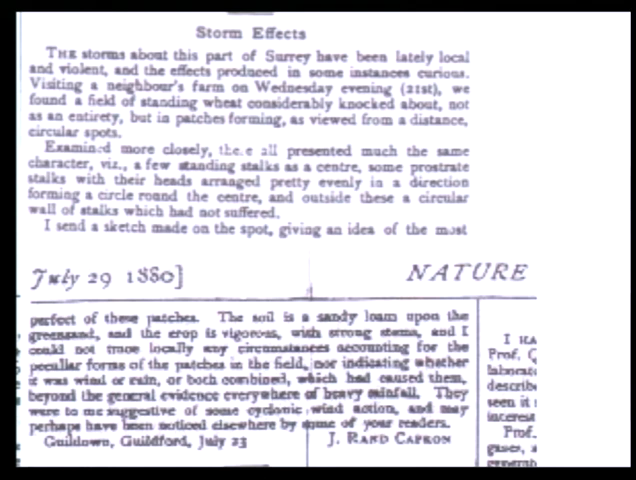 Storm Effects
THE storms about this part of Surrey have been lately local
and violent, and the effects produced in some instances curious.
Visiting a neighbour's farm on Wednesday evening (21st), we
found a field of standing wheat considerably knocked about, not
as an entirety, but in patches forming, as viewed from a distance,
circular spots.
Examined more closely, these all presented much the same
character, viz., a few standing stalks as a centre, some prostrate
stalks with their heads arranged pretty evenly in a direction
forming a circle round the centre, and outside these a circular
wall of stalks which had not suffered.
I send a sketch made on the spot, giving an idea of the most
July 29 1880]
NATURE
perfect of these patches. The soil is a sandy loam upon the
greensand, and the crop is vigorous, with strong stems, and I
could not trace locally any circumstances accounting for the
peculiar forms of the patches in the field, nor indicating whether
it was wind or rain, or both combined, which had caused them,
beyond the general evidence everywhere of heavy rainfall. They
were to me suggestive of some cyclonic wind action, and may
perhaps have been noticed elsewhere by some of your readers.
Guildown, Guildford, July 23
J. RAND CAPRON
I HA
Prof.
laborat
describ
seen it
interest
Prof.
gases,